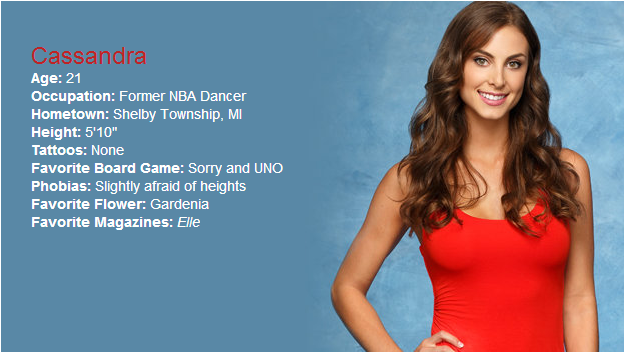 Cassandra
Age: 21
Occupation: Former NBA Dancer
Hometown: Shelby Township, MI
Height: 5'10"
Tattoos: None
Favorite Board Game: Sorry and UNO
Phobias: Slightly afraid of heights
Favorite Flower: Gardenia
Favorite Magazines: Elle